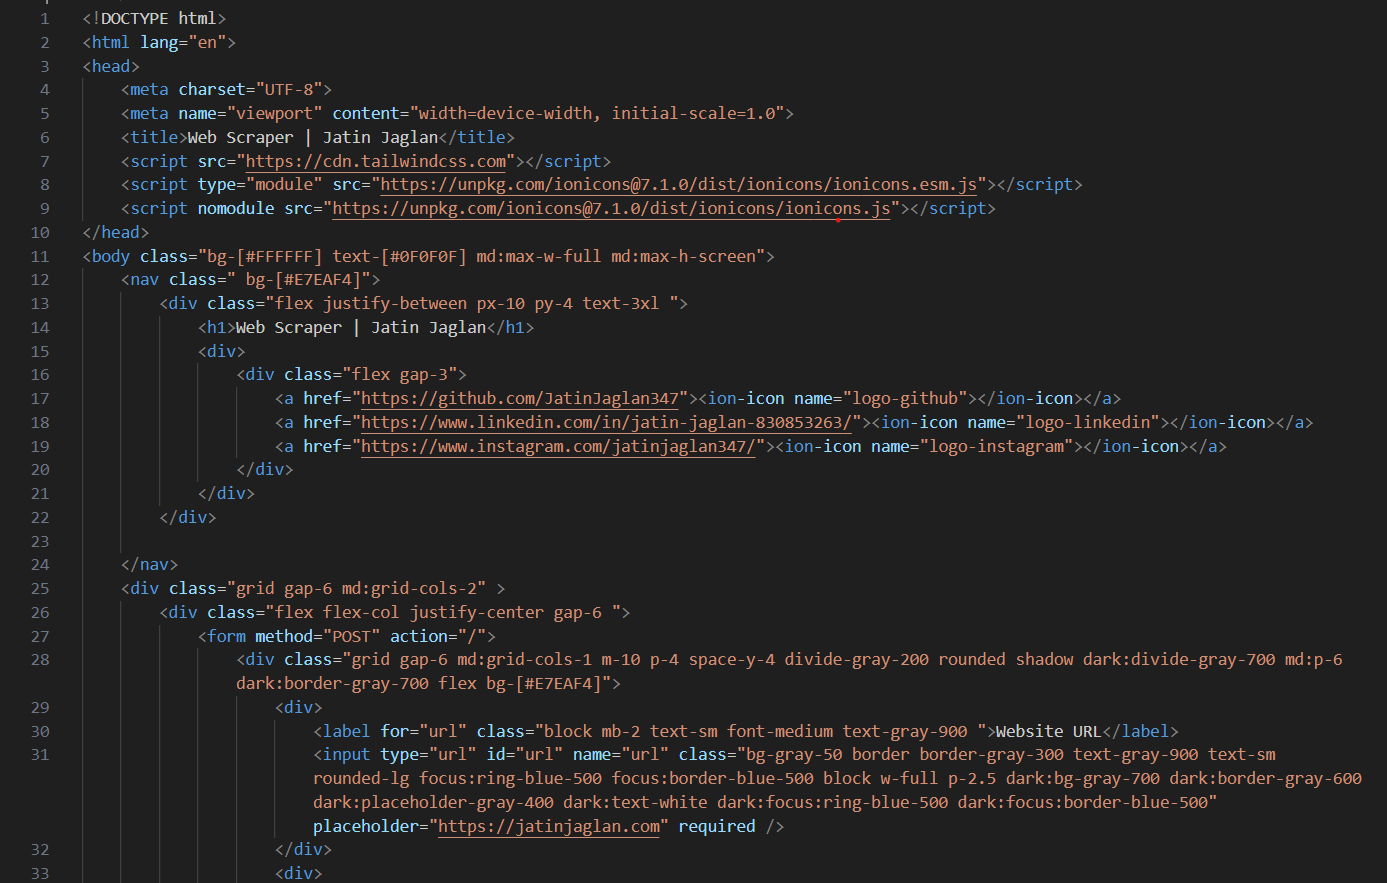 1 <!DOCTYPE html>
2 <html lang="en">
3 <head>
4 <meta charset="UTF-8">
5 <meta name="viewport" content="width=device-width, initial-scale=1.0">
6 <title>Web Scraper | Jatin Jaglan</title>
7 <script src="https://cdn.tailwindcss.com"></script>
8 <script type="module" src="https://unpkg.com/ionicons@7.1.0/dist/ionicons/ionicons.esm.js"></script>
9 <script nomodule src="https://unpkg.com/ionicons@7.1.0/dist/ionicons/ionicons.js"></script>
10 </head>
11 <body class="bg-[#FFFFFF] text-[#0F0F0F] md:max-w-full md:max-h-screen">
12 <nav class=" bg-[#E7EAF4]">
13 <div class="flex justify-between px-10 py-4 text-3xl ">
14 <h1>Web Scraper | Jatin Jaglan</h1>
15 <div>
16 <div class="flex gap-3">
17 <a href="https://github.com/JatinJaglan347"><ion-icon name="logo-github"></ion-icon></a>
18 <a href="https://www.linkedin.com/in/jatin-jaglan-830853263/"><ion-icon name="logo-linkedin"></ion-icon></a>
19 <a href="https://www.instagram.com/jatinjaglan347/"><ion-icon name="logo-instagram"></ion-icon></a>
20 </div>
21 </div>
22 </div>
23
24 </nav>
25 <div class="grid gap-6 md:grid-cols-2" >
26 <div class="flex flex-col justify-center gap-6 ">
27 <form method="POST" action="/">
28 <div class="grid gap-6 md:grid-cols-1 m-10 p-4 space-y-4 divide-gray-200 rounded shadow dark:divide-gray-700 md:p-6
dark:border-gray-700 flex bg-[#E7EAF4]">
29 <div>
30 <label for="url" class="block mb-2 text-sm font-medium text-gray-900 ">Website URL</label>
31 <input type="url" id="url" name="url" class="bg-gray-50 border border-gray-300 text-gray-900 text-sm
rounded-lg focus:ring-blue-500 focus:border-blue-500 block w-full p-2.5 dark:bg-gray-700 dark:border-gray-600
dark:placeholder-gray-400 dark:text-white dark:focus:ring-blue-500 dark:focus:border-blue-500"
placeholder="https://jatinjaglan.com" required />
32 </div>
33 <div>